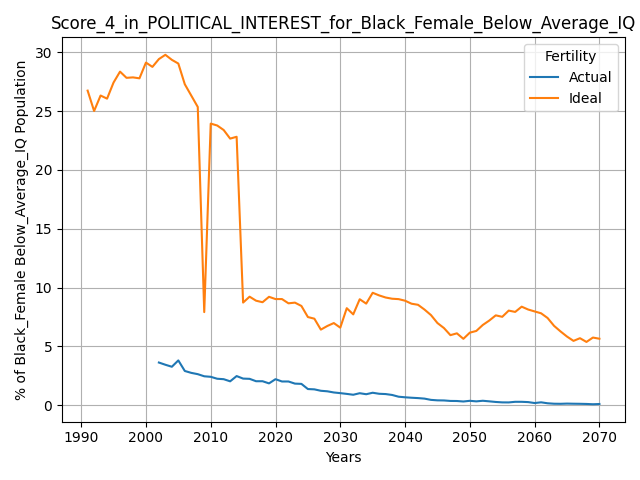 Score_4_in_POLITICAL_INTEREST_for_Black_Female_Below_Average_IQ
% of Black_Female Below_Average_IQ Population
30
25
20
15
10
5
0
Fertility
Actual
Ideal
1990 2000 2010 2020 2030 2040 2050 2060 2070
Years